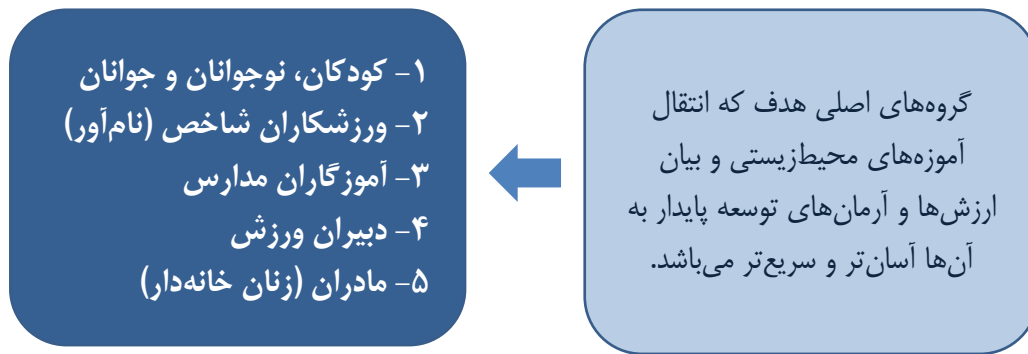 گروه‌های اصلی هدف که انتقال
آموزه‌های محیط‌زیستی و بیان
ارزش‌ها و آرمان‌های توسعه پایدار به
آن‌ها آسان‌تر و سریع‌تر می‌باشد.
۱- کودکان، نوجوانان و جوانان
۲- ورزشکاران شاخص (نام‌آور)
۳- آموزگاران مدارس
۴- دبیران ورزش
۵- مادران (زنان خانه‌دار)